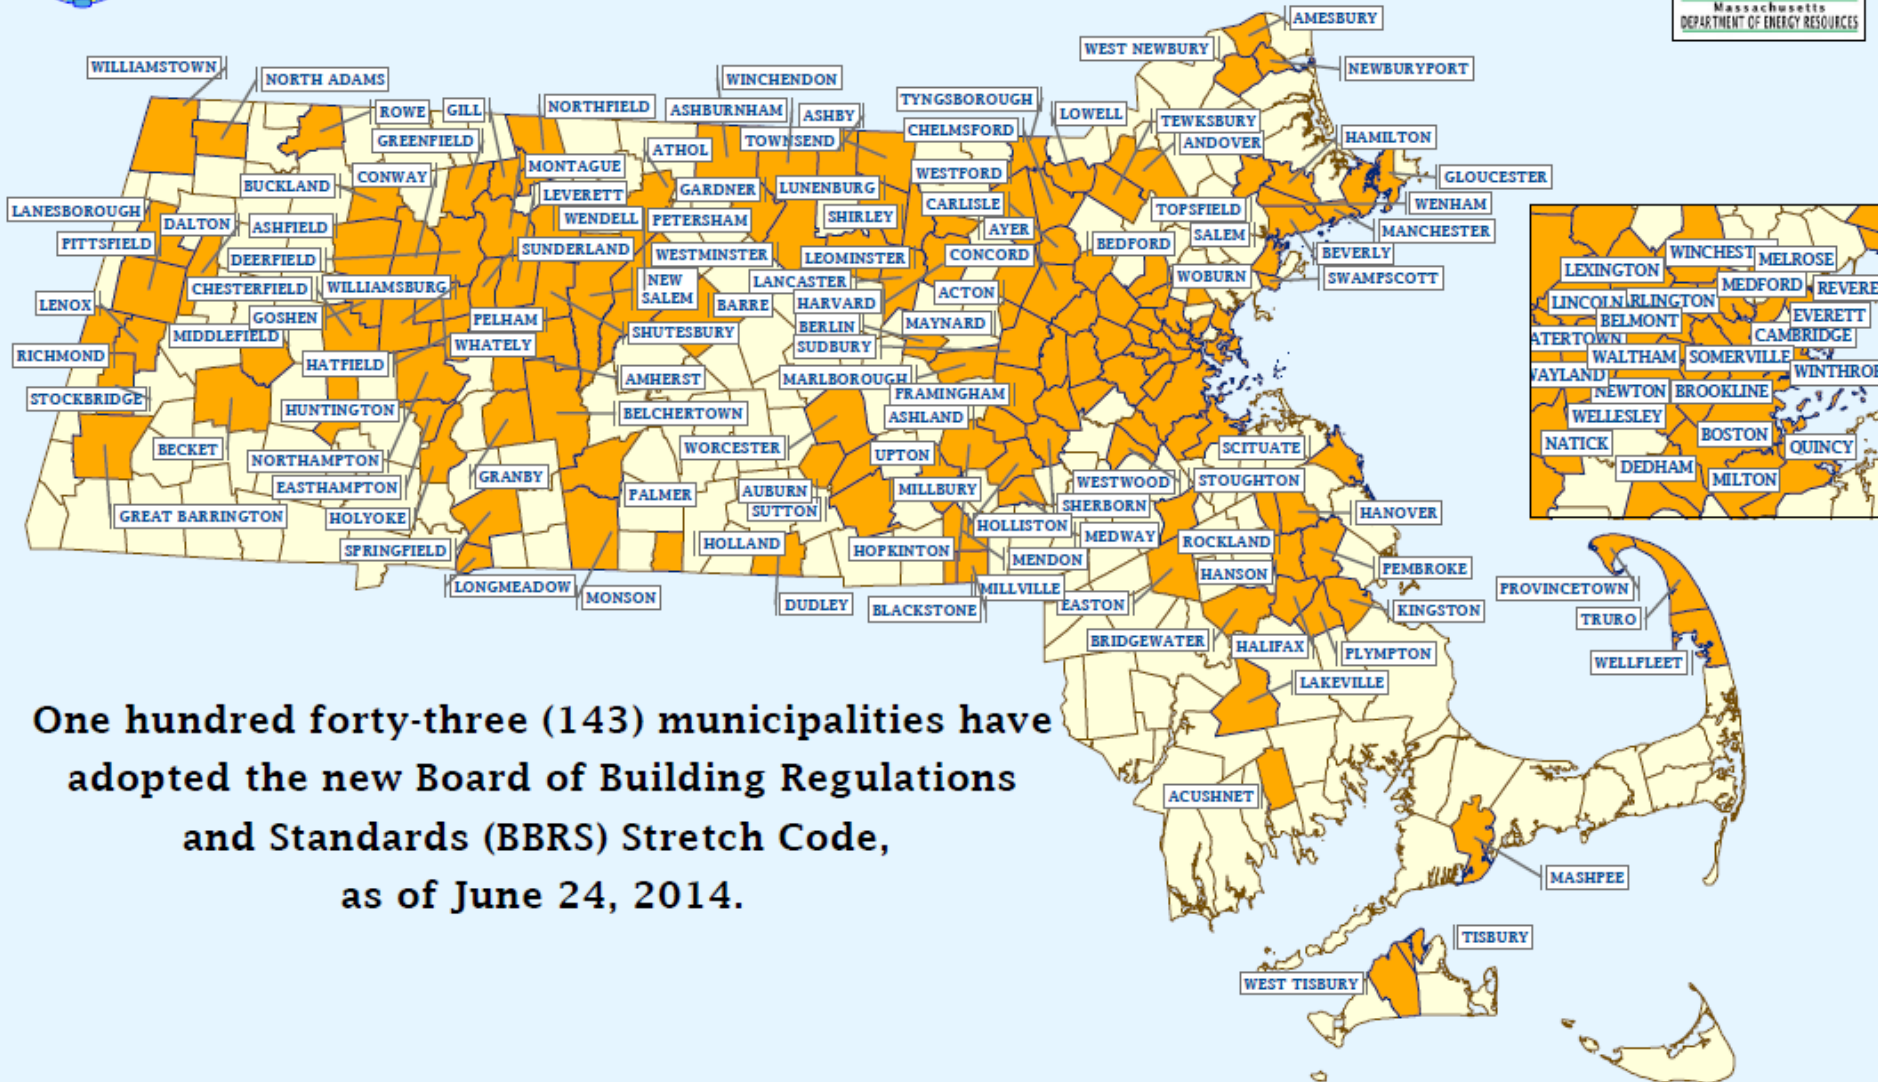 Massachusetts
DEPARTMENT OF ENERGY RESOURCES
AMESBURY
WEST NEWBURY
WILLIAMSTOWN
NEWBURYPORT
NORTH ADAMS
WINCHENDON
TYNGSBOROUGH
ROWE
GILL
NORTHFIELD
ASHBURNHAM
ASHBY
LOWELL
TEWKSBURY
CHELMSFORD
HAMILTON
GREENFIELD
TOWNSEND
ANDOVER
ATHOL
MONTAGUE
WESTFORD
CONWAY
GLOUCESTER
BUCKLAND
LEVERETT
GARDNER
LUNENBURG
CARLISLE
WENHAM
LANESBOROUGH
TOPSFIELD
DALTON
ASHFIELD
WENDELL
PETERSHAM
SHIRLEY
AYER
SALEM
MANCHESTER
PITTSFIELD
BEDFORD
SUNDERLAND
WESTMINSTER
LEOMINSTER
CONCORD
BEVERLY
DEERFIELD
WOBURN
SWAMPSCOTT
CHESTERFIELD
WILLIAMSBURG
NEW
SALEM
LANCASTER
ACTON
LENOX
BARRE
HARVARD
GOSHEN
PELHAM
MAYNARD
MIDDLEFIELD
SHUTESBURY
BERLIN
WHATELY
SUDBURY
RICHMOND
HATFIELD
AMHERST
MARLBOROUGH
STOCKBRIDGE
FRAMINGHAM
HUNTINGTON
BELCHERTOWN
ASHLAND
BECKET
WORCESTER
UPTON
SCITUATE
NORTHAMPTON
GRANBY
EASTHAMPTON
PALMER
AUBURN
MILLBURY
WESTWOOD
STOUGHTON
SUTTON
SHERBORN
GREAT BARRINGTON
HOLYOKE
HOLLISTON
HANOVER
SPRINGFIELD
HOLLAND
HOPKINTON
MEDWAY
ROCKLAND
MENDON
PEMBROKE
HANSON
LONGMEADOW
MONSON
DUDLEY
BLACKSTONE
MILLVILLE
EASTON
KINGSTON
BRIDGEWATER
HALIFAX
PLYMPTON
LAKEVILLE
ACUSHNET
MASHPEE
TISBURY
WEST TISBURY
WINCHEST
MELROSE
LEXINGTON
MEDFORD
REVERE
LINCOLN
RLINGTON
BELMONT
EVERETT
ATERTOWN
CAMBRIDGE
WALTHAM
SOMERVILLE
AYLAND
WINTHRO
NEWTON
BROOKLINE
WELLESLEY
NATICK
BOSTON
QUINCY
DEDHAM
MILTON
PROVINCETOWN
TRURO
WELLFLEET
One hundred forty-three (143) municipalities have
adopted the new Board of Building Regulations
and Standards (BBRS) Stretch Code,
as of June 24, 2014.